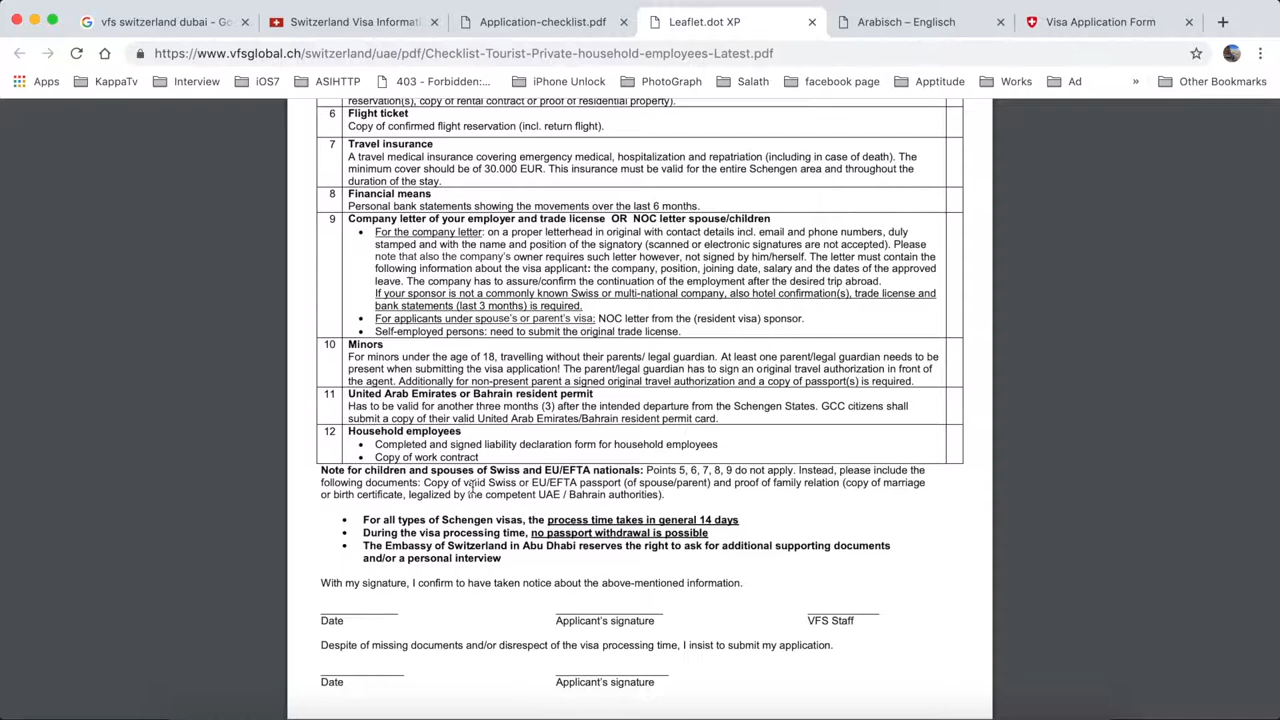 vfs switzerland dubai - Go
Switzerland Visa Informati
Application-checklist.pdf
Leaflet.dot XP
Arabisch – Englisch
Visa Application Form
https://www.vfsglobal.ch/switzerland/uae/pdf/Checklist-Tourist-Private-household-employees-Latest.pdf
Apps KappaTv Interview iOS7 ASIHTTP 403 - Forbidden:... iPhone Unlock PhotoGraph Salath facebook page Apptitude Works Ad » Other Bookmarks
reservation(s), copy of rental contract or proof of residential property).
6 Flight ticket
Copy of confirmed flight reservation (incl. return flight).
7 Travel insurance
A travel medical insurance covering emergency medical, hospitalization and repatriation (including in case of death). The
minimum cover should be of 30.000 EUR. This insurance must be valid for the entire Schengen area and throughout the
duration of the stay.
8 Financial means
Personal bank statements showing the movements over the last 6 months.
9 Company letter of your employer and trade license OR NOC letter spouse/children
• For the company letter: on a proper letterhead in original with contact details incl. email and phone numbers, duly
stamped and with the name and position of the signatory (scanned or electronic signatures are not accepted). Please
note that also the company's owner requires such letter however, not signed by him/herself. The letter must contain the
following information about the visa applicant: the company, position, joining date, salary and the dates of the approved
leave. The company has to assure/confirm the continuation of the employment after the desired trip abroad.
If your sponsor is not a commonly known Swiss or multi-national company, also hotel confirmation(s), trade license and
bank statements (last 3 months) is required.
• For applicants under spouse's or parent's visa: NOC letter from the (resident visa) sponsor.
• Self-employed persons: need to submit the original trade license.
10 Minors
For minors under the age of 18, travelling without their parents/ legal guardian. At least one parent/legal guardian needs to be
present when submitting the visa application! The parent/legal guardian has to sign an original travel authorization in front of
the agent. Additionally for non-present parent a signed original travel authorization and a copy of passport(s) is required.
11 United Arab Emirates or Bahrain resident permit
Has to be valid for another three months (3) after the intended departure from the Schengen States. GCC citizens shall
submit a copy of their valid United Arab Emirates/Bahrain resident permit card.
12 Household employees
• Completed and signed liability declaration form for household employees
• Copy of work contract
Note for children and spouses of Swiss and EU/EFTA nationals: Points 5, 6, 7, 8, 9 do not apply. Instead, please include the
following documents: Copy of valid Swiss or EU/EFTA passport (of spouse/parent) and proof of family relation (copy of marriage
or birth certificate, legalized by the competent UAE / Bahrain authorities).
• For all types of Schengen visas, the process time takes in general 14 days
• During the visa processing time, no passport withdrawal is possible
• The Embassy of Switzerland in Abu Dhabi reserves the right to ask for additional supporting documents
and/or a personal interview
With my signature, I confirm to have taken notice about the above-mentioned information.
Date Applicant's signature VFS Staff
Despite of missing documents and/or disrespect of the visa processing time, I insist to submit my application.
Date Applicant's signature